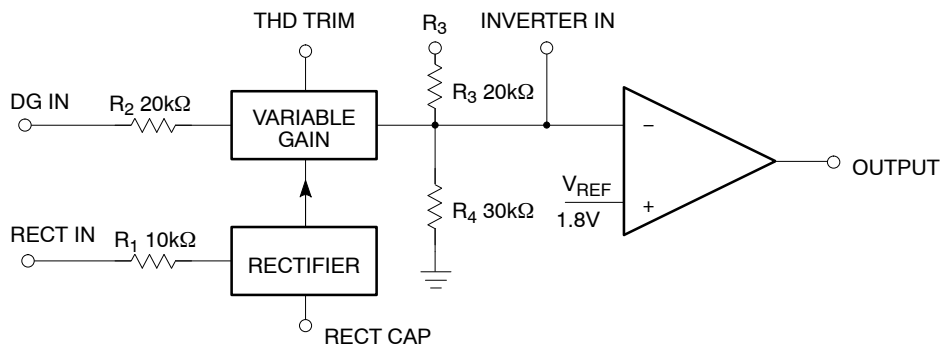 THD TRIM
R3
INVERTER IN
DG IN
R2 20kΩ
VARIABLE
GAIN
R3 20kΩ
−
OUTPUT
VREF
1.8V
+
R4 30kΩ
RECT IN
R1 10kΩ
RECTIFIER
RECT CAP